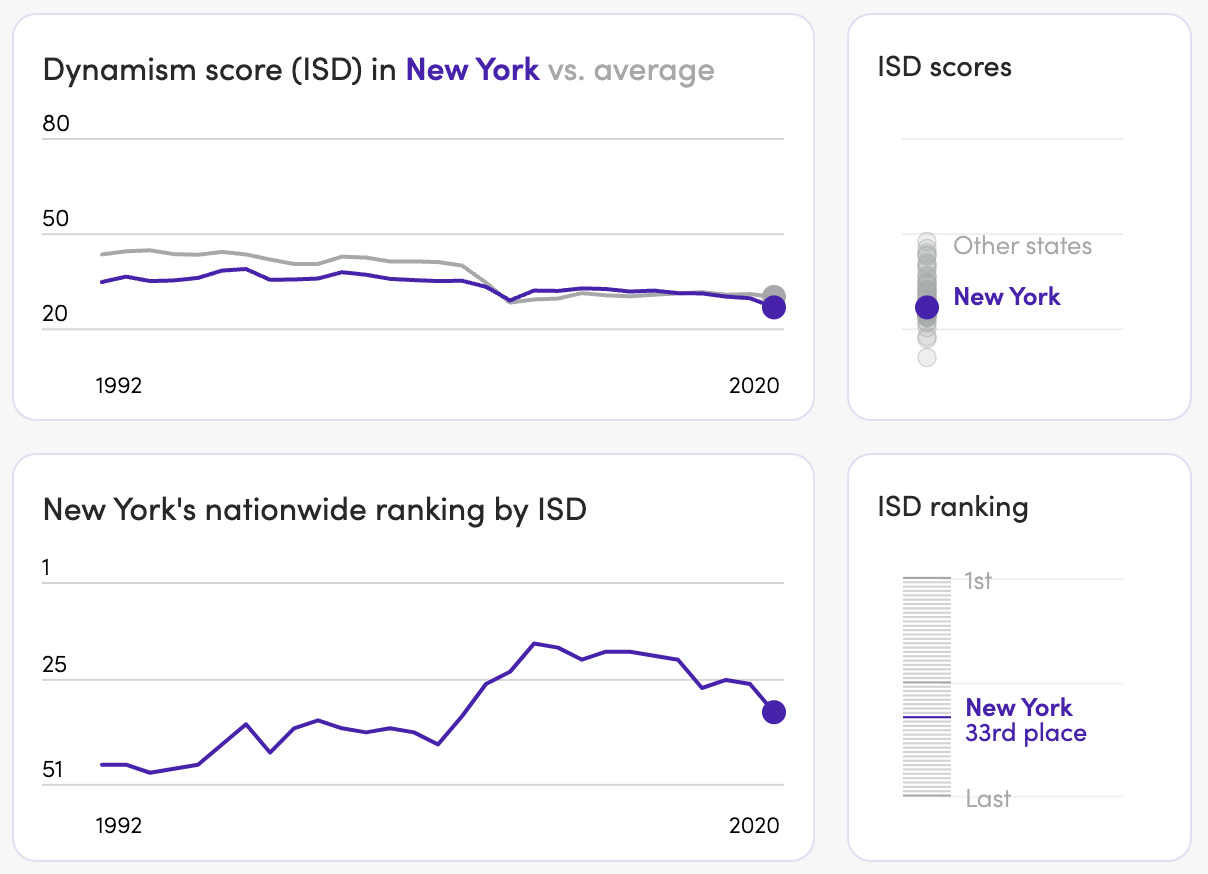 Dynamism score (ISD) in New York vs. average
80
50
20
1992 2020
ISD scores
Other states
New York
New York's nationwide ranking by ISD
1
25
51
1992 2020
ISD ranking
1st
New York
33rd place
Last